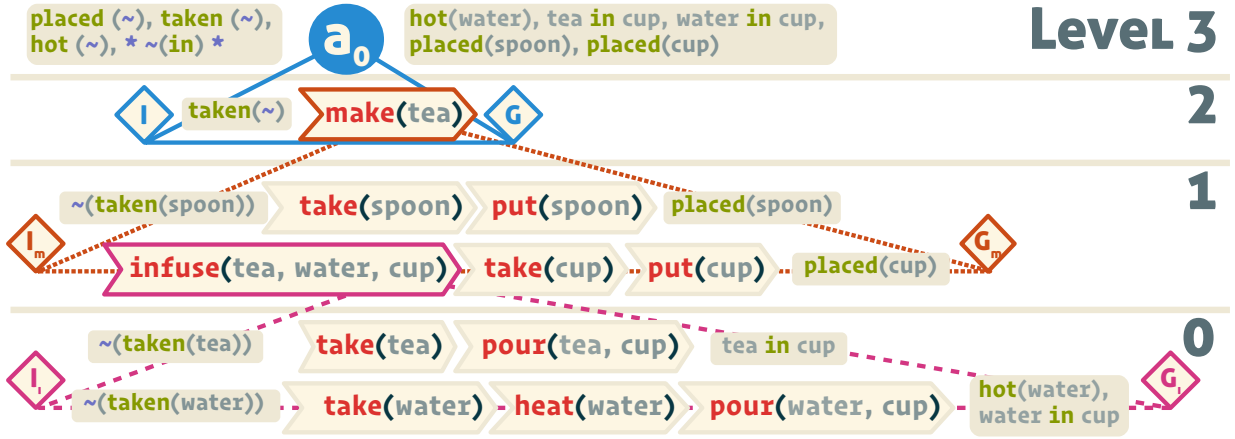 placed (~), taken (~),
hot (~), * ~(in) *
a0
hot(water), tea in cup, water in cup,
placed(spoon), placed(cup)
Level 3
I
taken(~)
make(tea)
G
2
~(taken(spoon))
take(spoon)
put(spoon)
placed(spoon)
1
Im
infuse(tea, water, cup)
take(cup)
put(cup)
placed(cup)
Gm
~(taken(tea))
take(tea)
pour(tea, cup)
tea in cup
0
Iı
~(taken(water))
take(water)
heat(water)
pour(water, cup)
hot(water),
water in cup
Gı